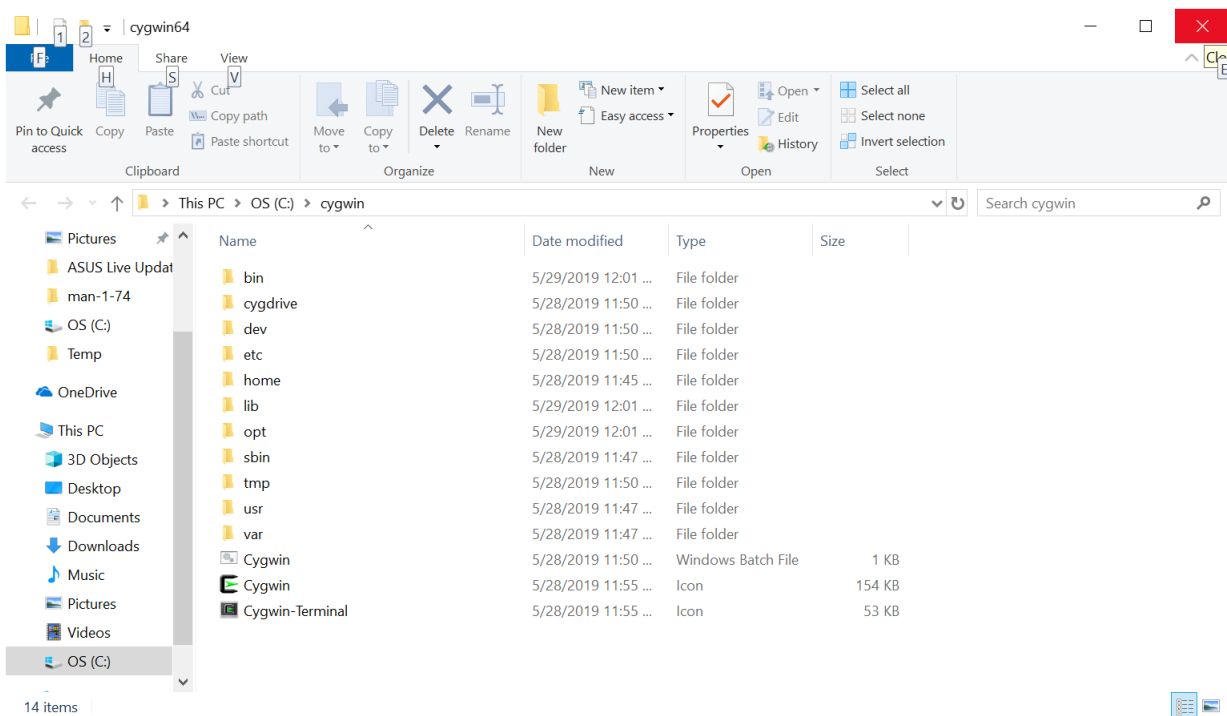 1 2 cygwin64
F Home Share View
H S V
Clo
E
Pin to Quick access
Copy
Paste
Cut
Copy path
Paste shortcut
Clipboard
Move to
Copy to
Delete
Rename
Organize
New folder
New item
Easy access
New
Properties
Open
Edit
History
Open
Select all
Select none
Invert selection
Select
This PC > OS (C:) > cygwin
Search cygwin
Pictures
ASUS Live Updat
man-1-74
OS (C:)
Temp
OneDrive
This PC
3D Objects
Desktop
Documents
Downloads
Music
Pictures
Videos
OS (C:)
Name Date modified Type Size
bin 5/29/2019 12:01 ... File folder
cygdrive 5/28/2019 11:50 ... File folder
dev 5/28/2019 11:50 ... File folder
etc 5/28/2019 11:50 ... File folder
home 5/28/2019 11:45 ... File folder
lib 5/29/2019 12:01 ... File folder
opt 5/29/2019 12:01 ... File folder
sbin 5/28/2019 11:47 ... File folder
tmp 5/28/2019 11:50 ... File folder
usr 5/28/2019 11:47 ... File folder
var 5/28/2019 11:47 ... File folder
Cygwin 5/28/2019 11:50 ... Windows Batch File 1 KB
Cygwin 5/28/2019 11:55 ... Icon 154 KB
Cygwin-Terminal 5/28/2019 11:55 ... Icon 53 KB
14 items